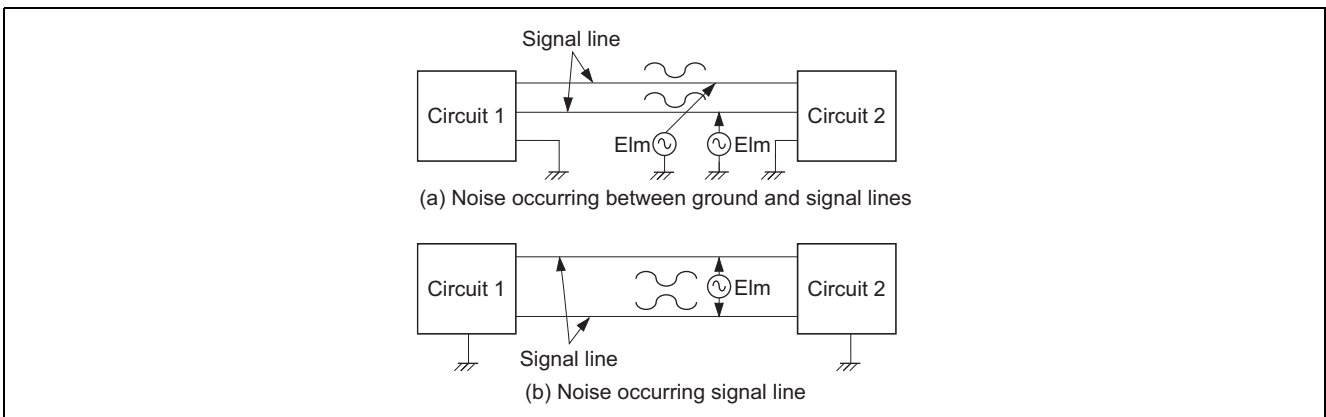 Signal line
Circuit 1
Circuit 2
Elm
Elm
(a) Noise occurring between ground and signal lines
Circuit 1
Elm
Circuit 2
Signal line
(b) Noise occurring signal line